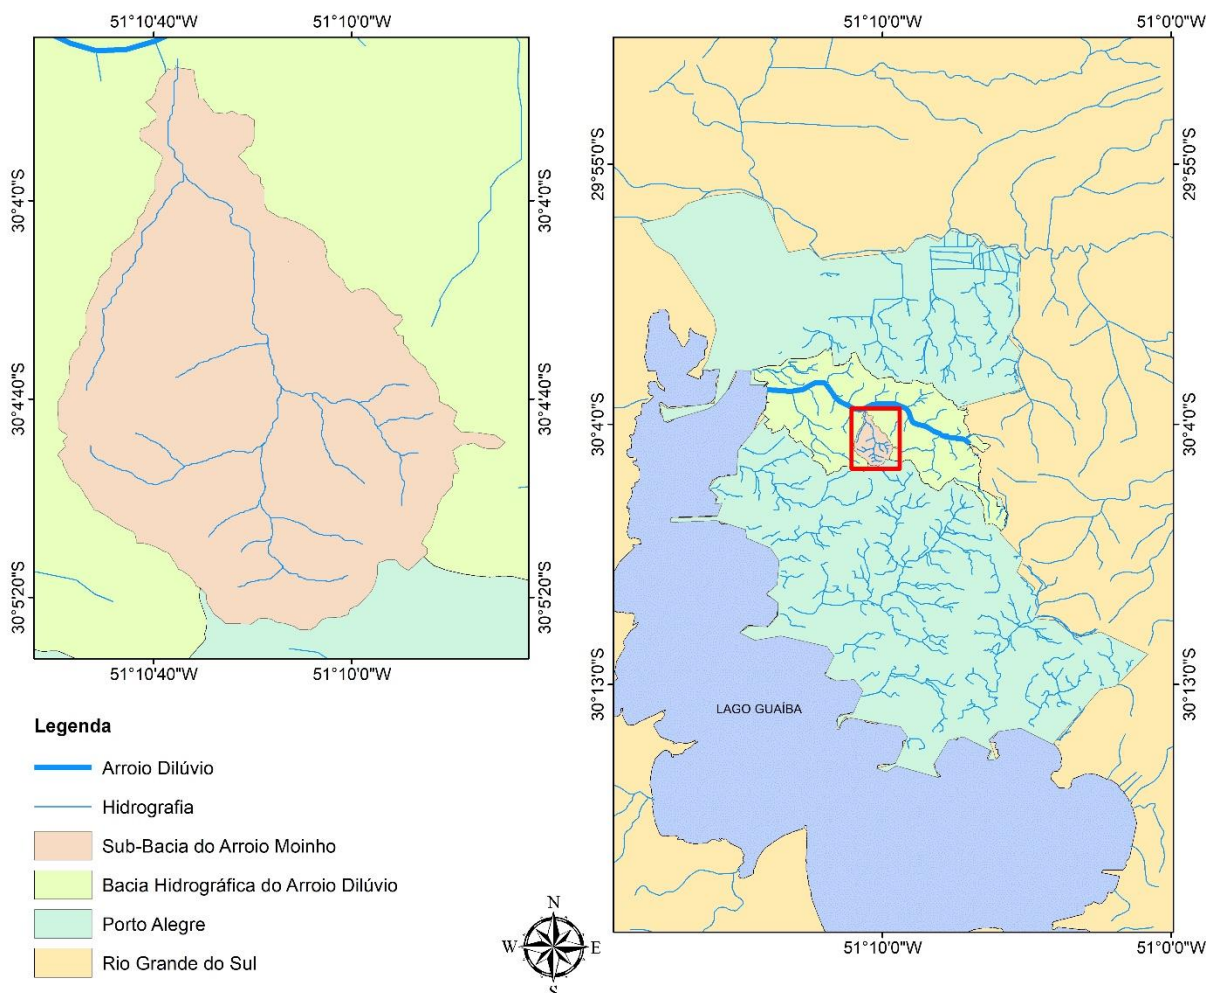 51°10'40"W
51°10'0"W
30°4'0"S
30°4'40"S
30°5'20"S
30°4'0"S
30°4'40"S
30°5'20"S
51°10'40"W
51°10'0"W
51°10'0"W
51°0'0"W
29°55'0"S
30°4'0"S
30°13'0"S
29°55'0"S
30°4'0"S
30°13'0"S
LAGO GUAÍBA
51°10'0"W
51°0'0"W
Legenda
Arroio Dilúvio
Hidrografia
Sub-Bacia do Arroio Moinho
Bacia Hidrográfica do Arroio Dilúvio
Porto Alegre
Rio Grande do Sul
N
W
E
S